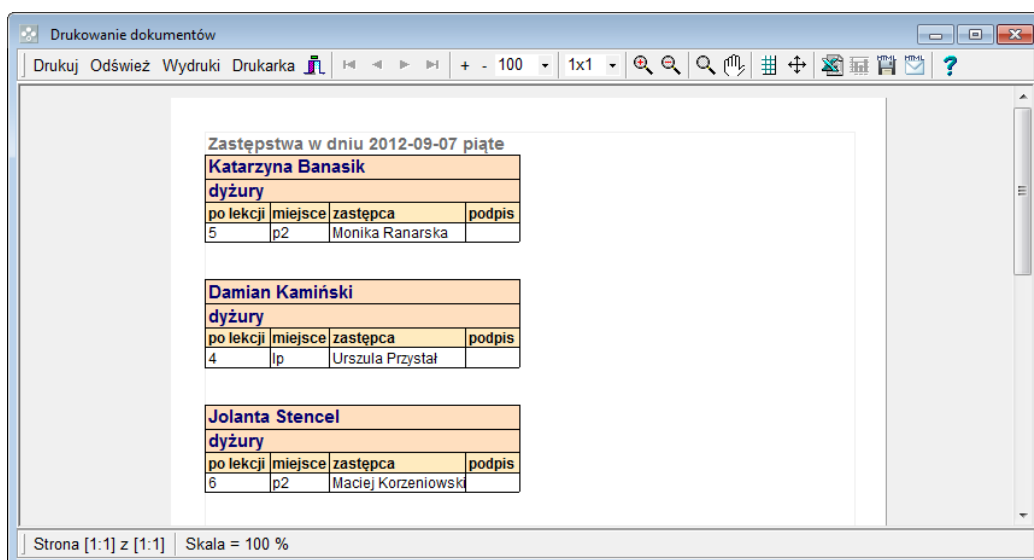 Drukowanie dokumentów
Drukuj Odśwież Wydruki Drukarka + - 100 1x1 HTML HTML ?
Zastępstwa w dniu 2012-09-07 piąte
Katarzyna Banasik
dyżury
po lekcji miejsce zastępca podpis
5 p2 Monika Ranarska
Damian Kamiński
dyżury
po lekcji miejsce zastępca podpis
4 lp Urszula Przystał
Jolanta Stencel
dyżury
po lekcji miejsce zastępca podpis
6 p2 Maciej Korzeniowski
Strona [1:1] z [1:1] Skala = 100 %